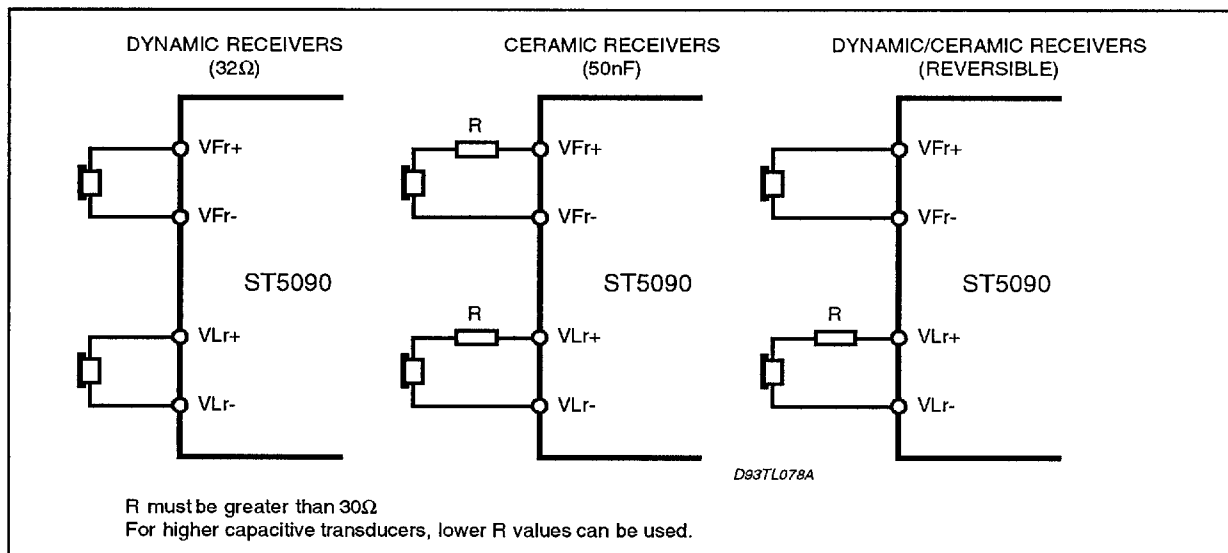 DYNAMIC RECEIVERS
(32Ω)
VFr+
VFr-
ST5090
VLr+
VLr-
CERAMIC RECEIVERS
(50nF)
R
VFr+
VFr-
ST5090
R
VLr+
VLr-
DYNAMIC/CERAMIC RECEIVERS
(REVERSIBLE)
VFr+
VFr-
ST5090
R
VLr+
VLr-
D93TL078A
R must be greater than 30Ω
For higher capacitive transducers, lower R values can be used.